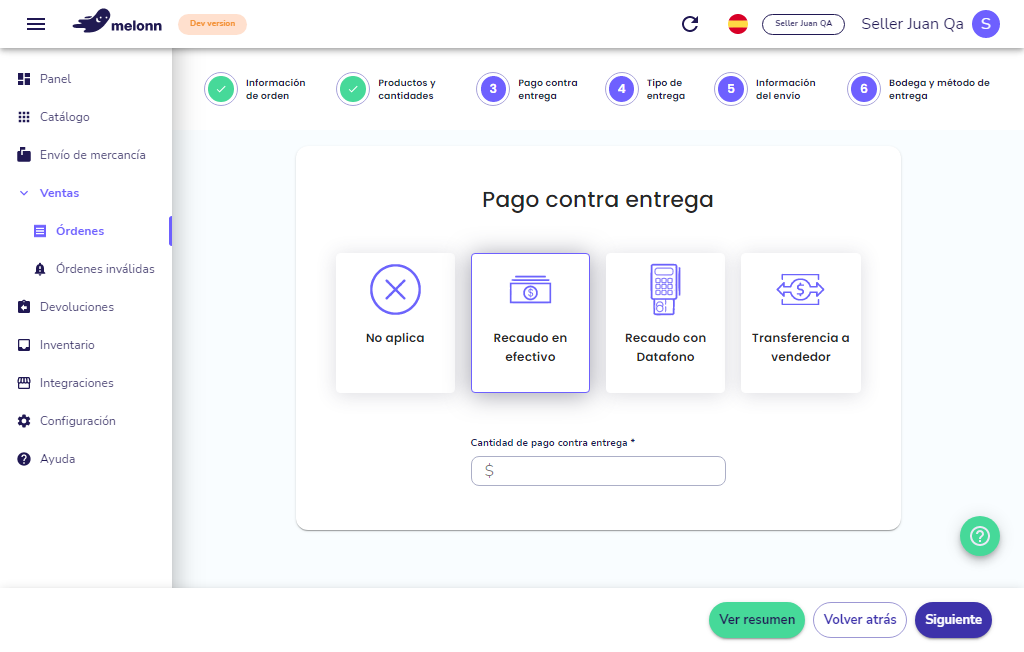 melonn
Dev version
Seller Juan QA
Seller Juan Qa
S
Panel
Catálogo
Envío de mercancía
Ventas
Órdenes
Órdenes inválidas
Devoluciones
Inventario
Integraciones
Configuración
Ayuda
Información
de orden
Productos y
cantidades
3
Pago contra
entrega
4
Tipo de
entrega
5
Información
del envio
6
Bodega y método de
entrega
Pago contra entrega
No aplica
Recaudo en
efectivo
Recaudo con
Datafono
Transferencia a
vendedor
Cantidad de pago contra entrega *
$
Ver resumen
Volver atrás
Siguiente